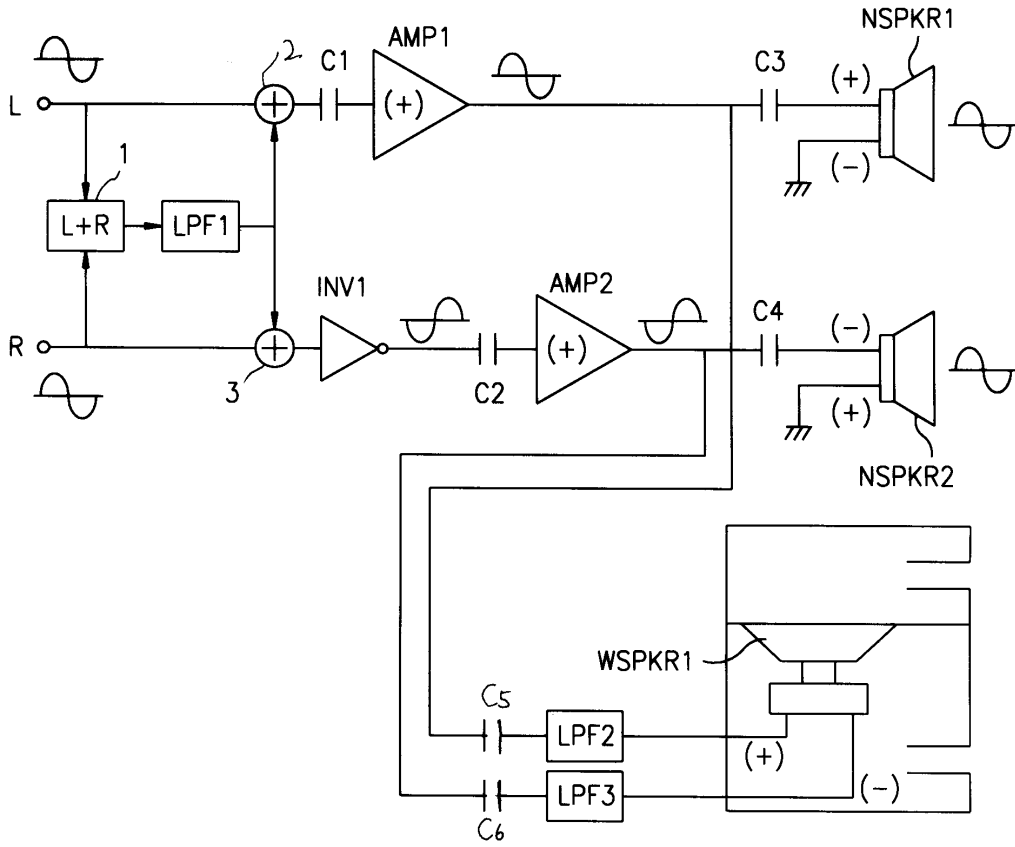 NSPKR1
AMP1
2
C1
C3
(+)
L
(+)
1
(-)
L+R
LPF1
INV1
AMP2
C4
(-)
R
(+)
3
C2
(+)
NSPKR2
WSPKR1
C5
LPF2
(+)
LPF3
(-)
C6